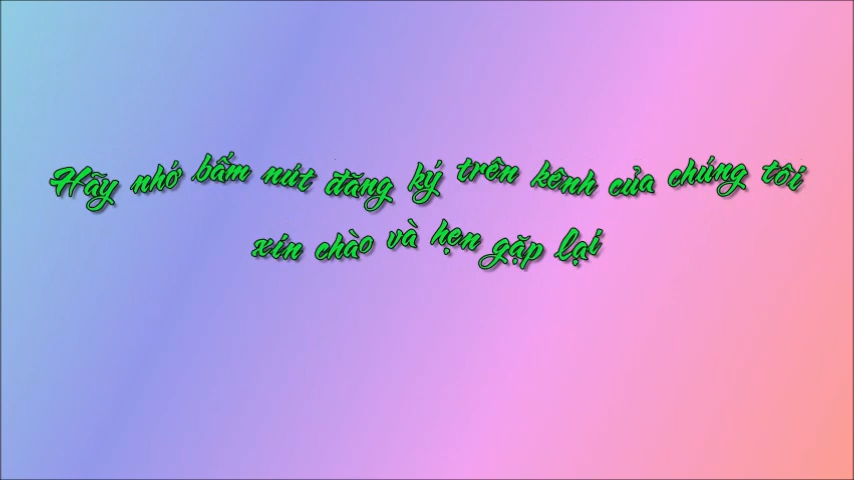 Hãy nhớ bấm nút đăng ký trên kênh của chúng tôi
xin chào và hẹn gặp lại